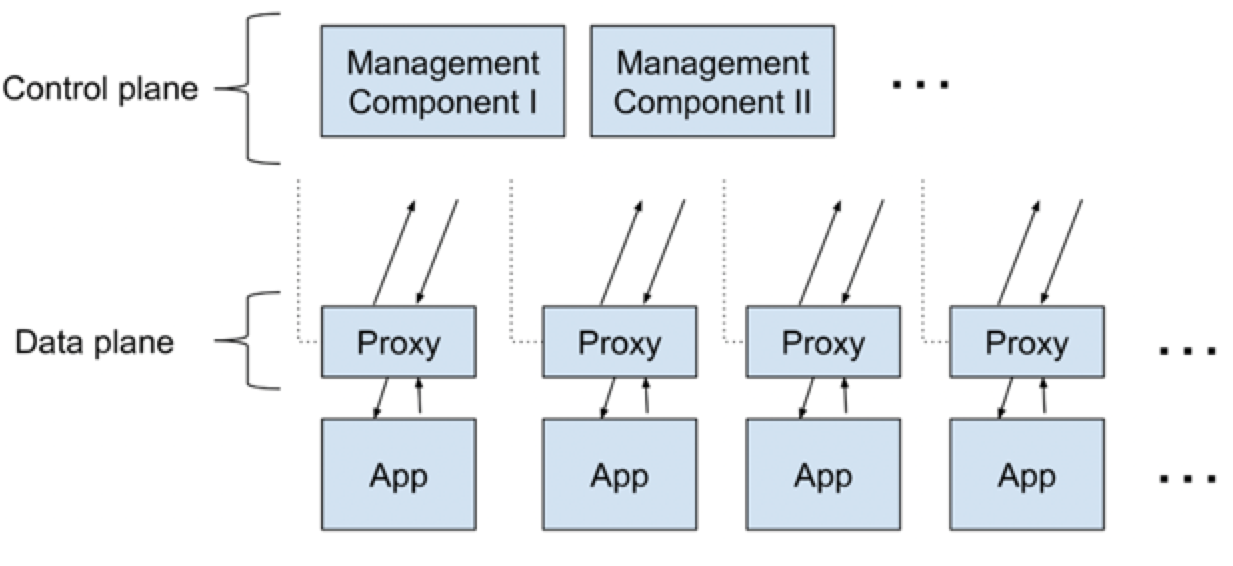 Control plane
Management
Component I
Management
Component II
...
Data plane
Proxy
Proxy
Proxy
Proxy
...
App
App
App
App
...